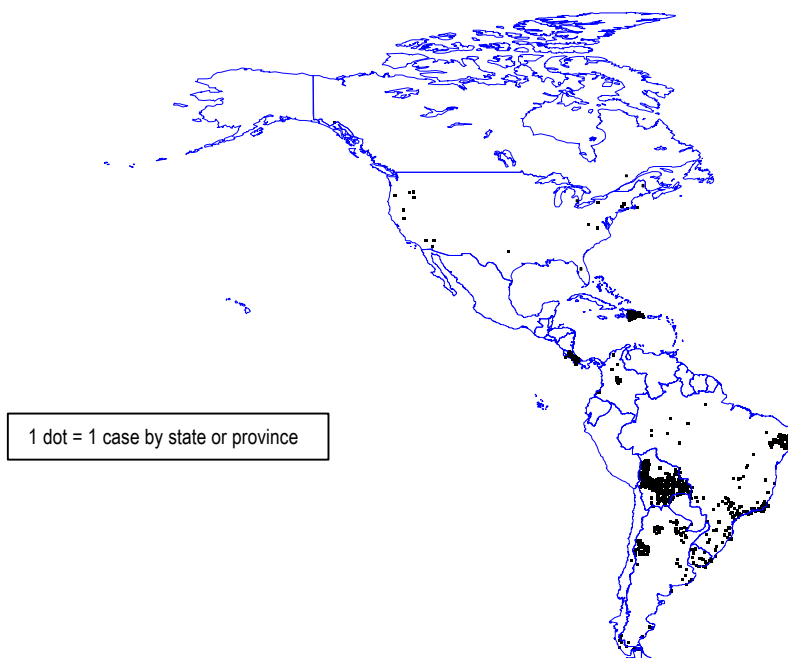 1 dot = 1 case by state or province